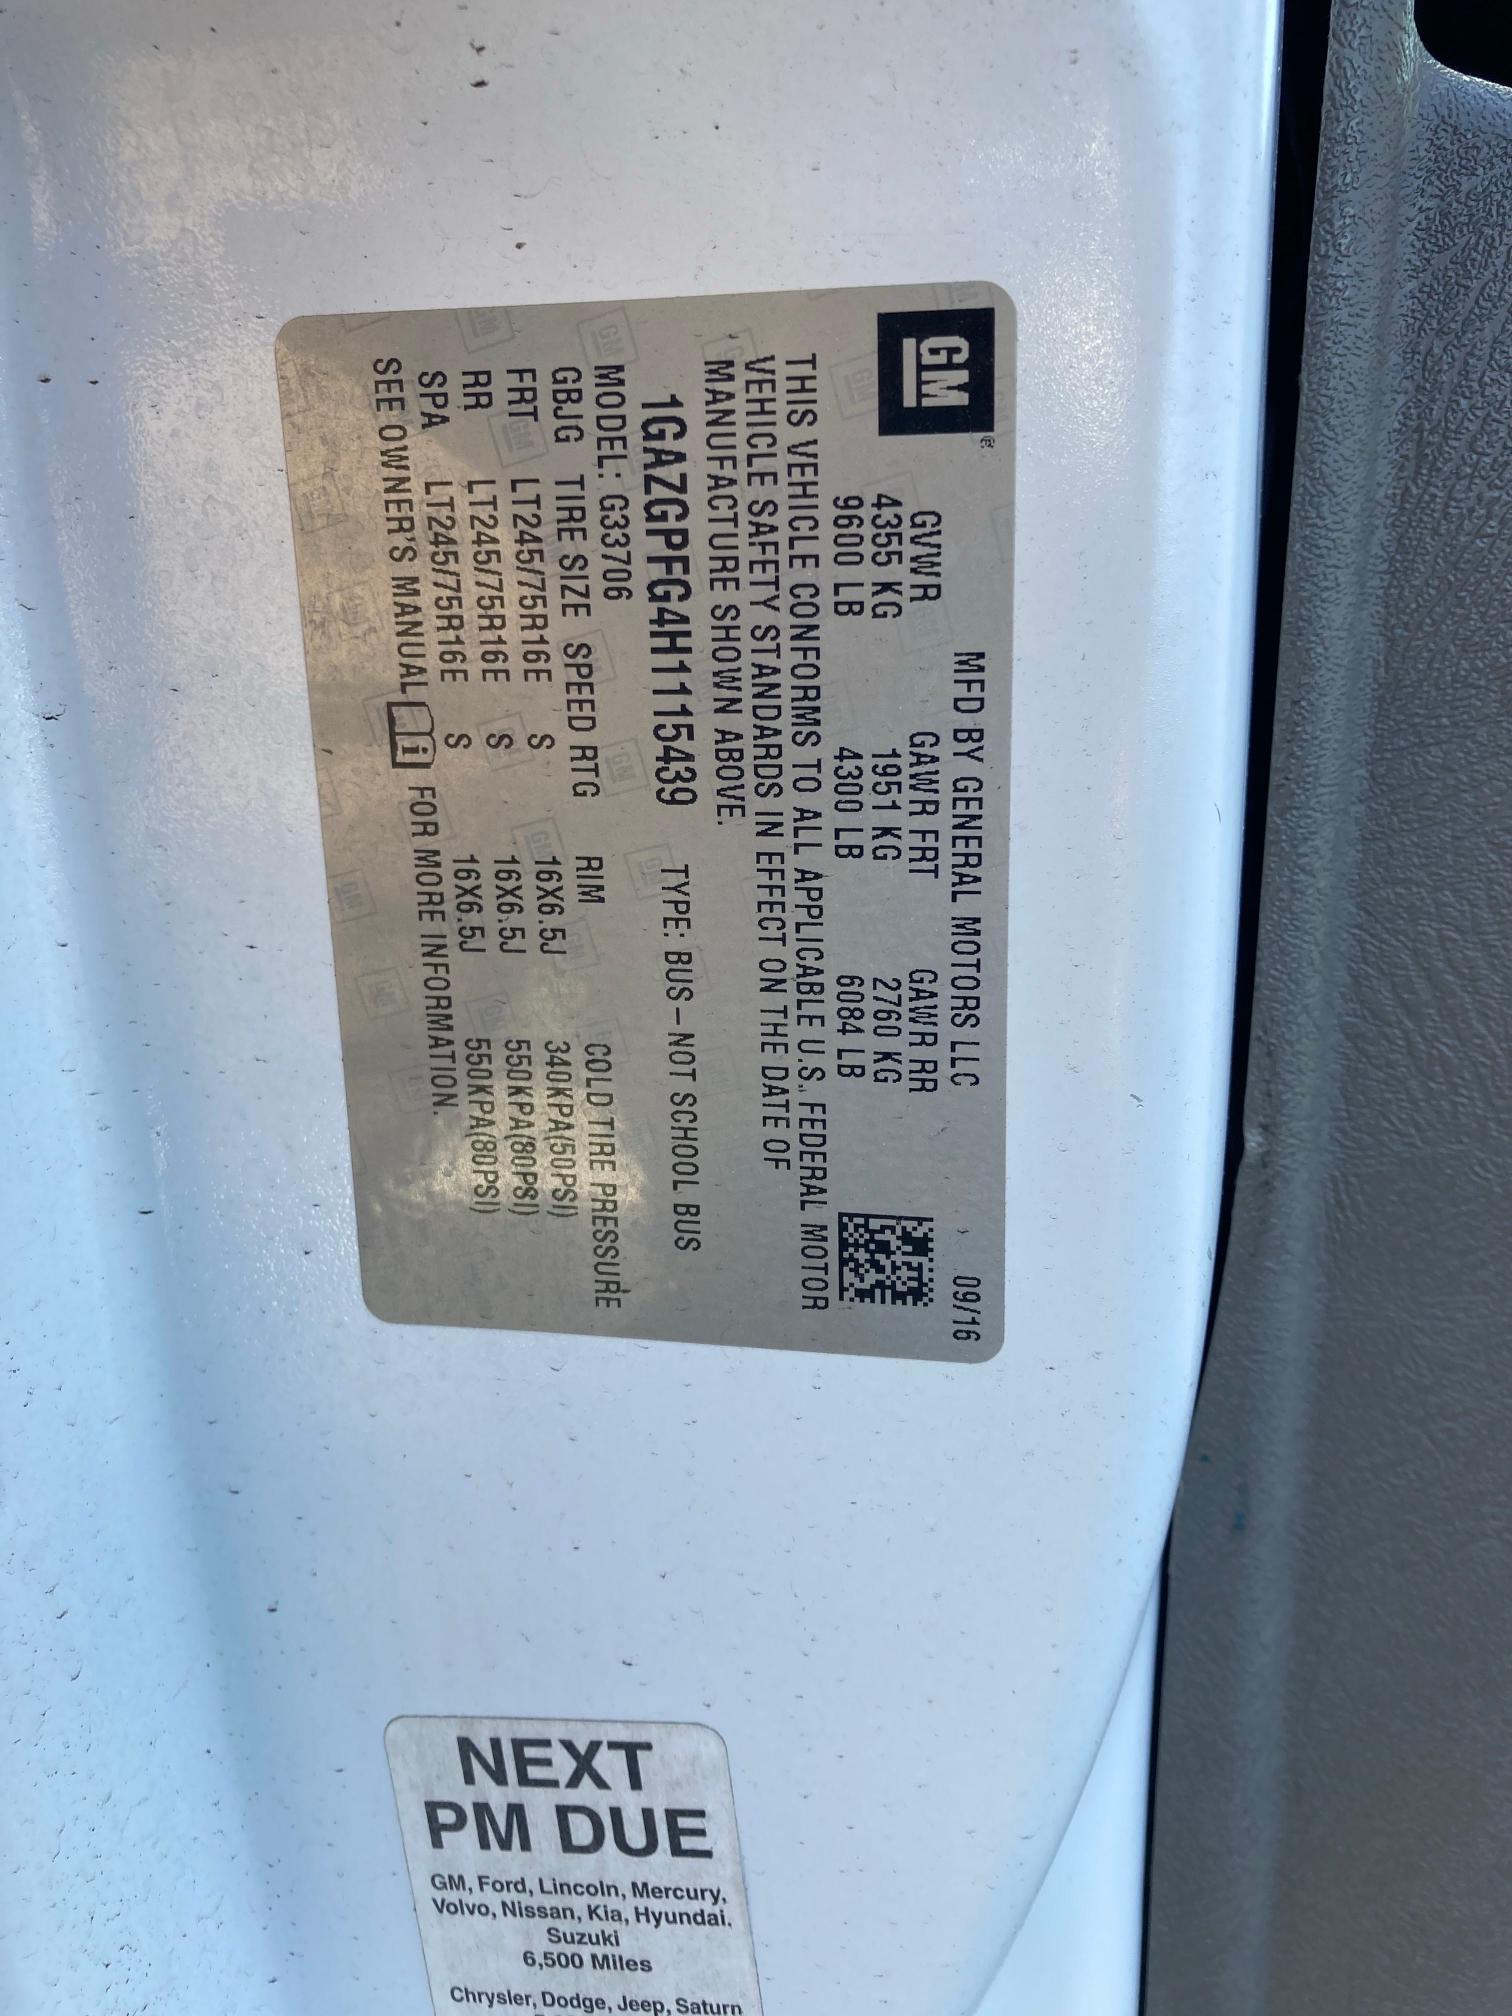 GM ®
MFD BY GENERAL MOTORS LLC 09/16
GVWR GAWR FRT GAWR RR
4355 KG 1951 KG 2760 KG
9600 LB 4300 LB 6084 LB
THIS VEHICLE CONFORMS TO ALL APPLICABLE U.S. FEDERAL MOTOR
VEHICLE SAFETY STANDARDS IN EFFECT ON THE DATE OF
MANUFACTURE SHOWN ABOVE.
1GAZGPFG4H1115439 TYPE: BUS – NOT SCHOOL BUS
MODEL: G33706
GBJG TIRE SIZE SPEED RTG RIM COLD TIRE PRESSURE
FRT LT245/75R16E S 16X6.5J 340KPA(50PSI)
RR LT245/75R16E S 16X6.5J 550KPA(80PSI)
SPA LT245/75R16E S 16X6.5J 550KPA(80PSI)
SEE OWNER'S MANUAL i FOR MORE INFORMATION.
NEXT
PM DUE
GM, Ford, Lincoln, Mercury,
Volvo, Nissan, Kia, Hyundai,
Suzuki
6,500 Miles
Chrysler, Dodge, Jeep, Saturn